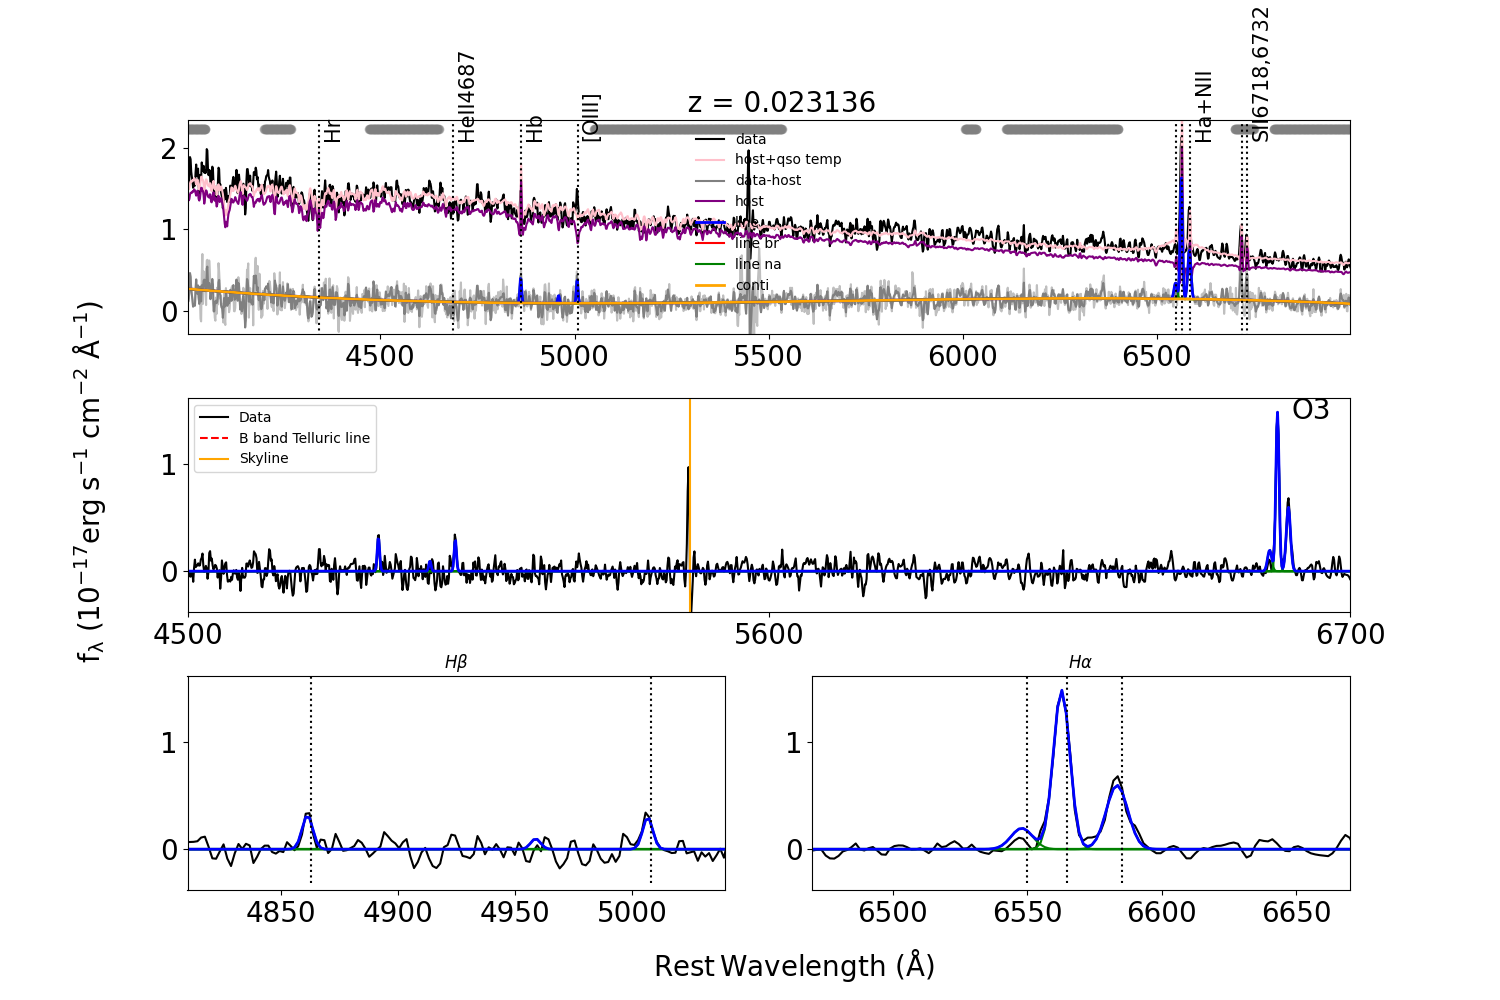 z = 0.023136
Hr
HeII4687
Hb
[OIII]
Ha+NII
SII6718,6732
data
host+qso temp
data-host
host
line br
line na
conti
2
1
0
4500
5000
5500
6000
6500
Data
B band Telluric line
Skyline
O3
1
0
4500
5600
6700
fλ (10−17erg s−1 cm−2 Å−1)
Hβ
1
0
4850
4900
4950
5000
Hα
1
0
6500
6550
6600
6650
Rest Wavelength (Å)